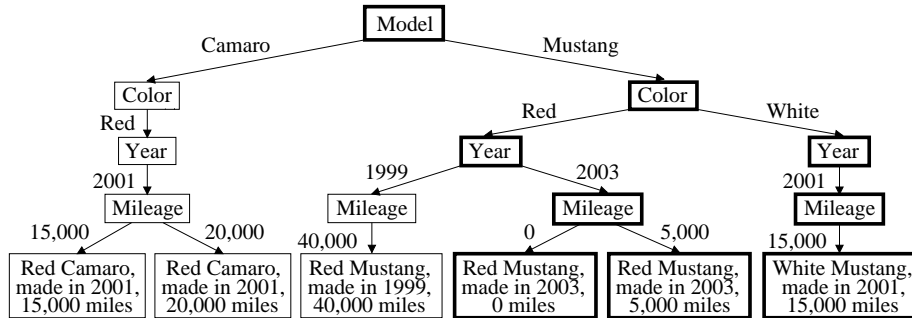 Model
Camaro
Mustang
Color
Color
Red
Red
White
Year
Year
Year
2001
1999
2003
2001
Mileage
Mileage
Mileage
Mileage
15,000
20,000
40,000
0
5,000
15,000
Red Camaro,
made in 2001,
15,000 miles
Red Camaro,
made in 2001,
20,000 miles
Red Mustang,
made in 1999,
40,000 miles
Red Mustang,
made in 2003,
0 miles
Red Mustang,
made in 2003,
5,000 miles
White Mustang,
made in 2001,
15,000 miles